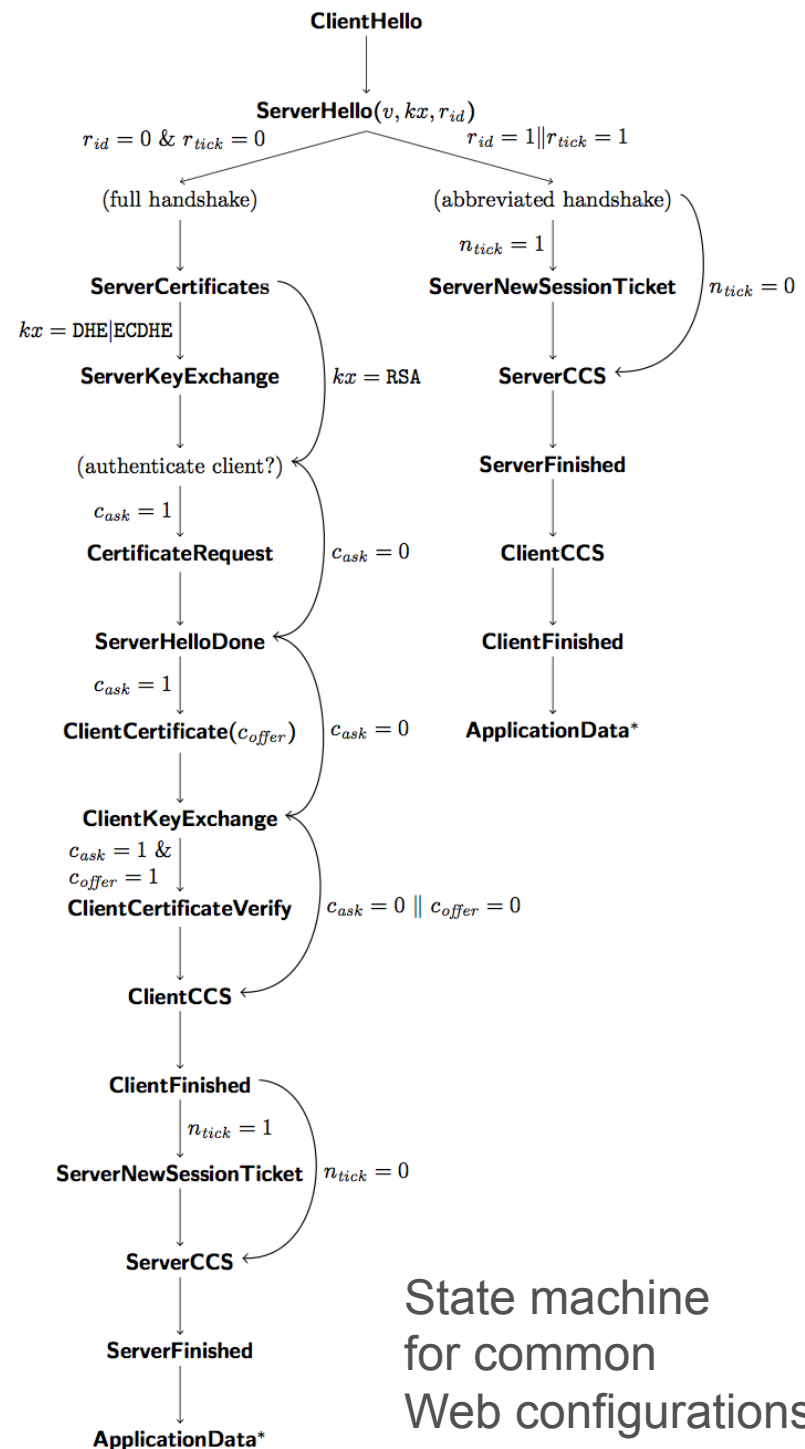 ClientHello
ServerHello(v, kx, r_id)
r_id = 0 & r_tick = 0
r_id = 1||r_tick = 1
(full handshake)
(abbreviated handshake)
n_tick = 1
ServerCertificates
ServerNewSessionTicket
n_tick = 0
kx = DHE|ECDHE
ServerKeyExchange
kx = RSA
ServerCCS
(authenticate client?)
ServerFinished
c_ask = 1
CertificateRequest
c_ask = 0
ClientCCS
ServerHelloDone
ClientFinished
c_ask = 1
ClientCertificate(c_offer)
c_ask = 0
ApplicationData*
ClientKeyExchange
c_ask = 1 &
c_offer = 1
ClientCertificateVerify
c_ask = 0 || c_offer = 0
ClientCCS
ClientFinished
n_tick = 1
ServerNewSessionTicket
n_tick = 0
ServerCCS
ServerFinished
ApplicationData*
State machine
for common
Web configurations